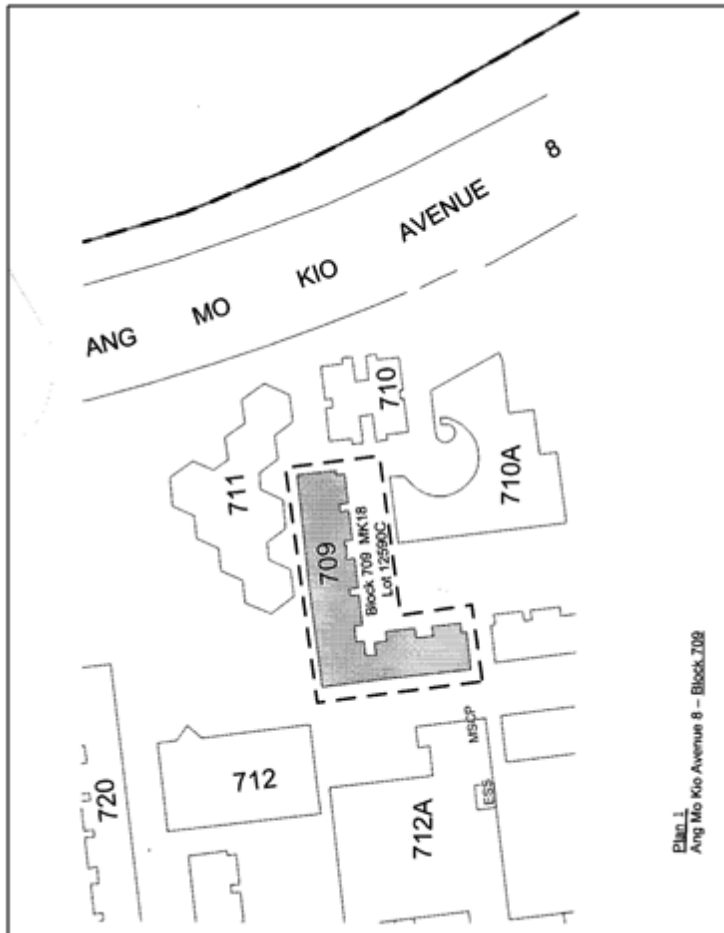 ANG MO KIO AVENUE 8
710
711
710A
709
Block 709 MK18
Lot 12590C
720
712
712A
MSCP
ESS
Plan 1
Ang Mo Kio Avenue 8 – Block 709